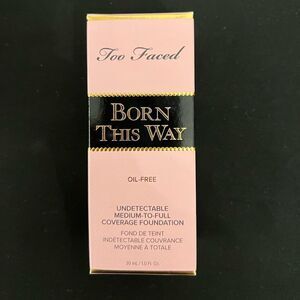 Too Faced
BORN
THIS WAY
OIL-FREE
UNDETECTABLE
MEDIUM-TO-FULL
COVERAGE FOUNDATION
FOND DE TEINT
INDÉTECTABLE COUVRANCE
MOYENNE À TOTALE
30 mL / 1.0 Fl. Oz.